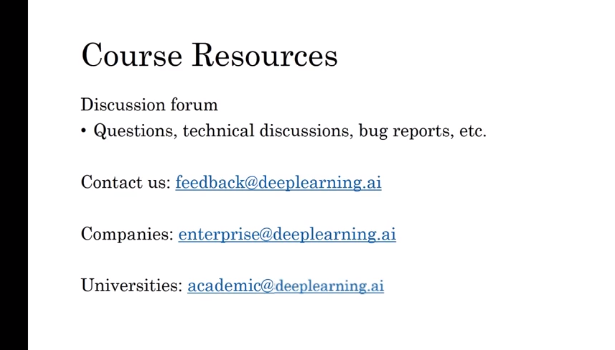 Course Resources
Discussion forum
• Questions, technical discussions, bug reports, etc.
Contact us: feedback@deeplearning.ai
Companies: enterprise@deeplearning.ai
Universities: academic@deeplearning.ai